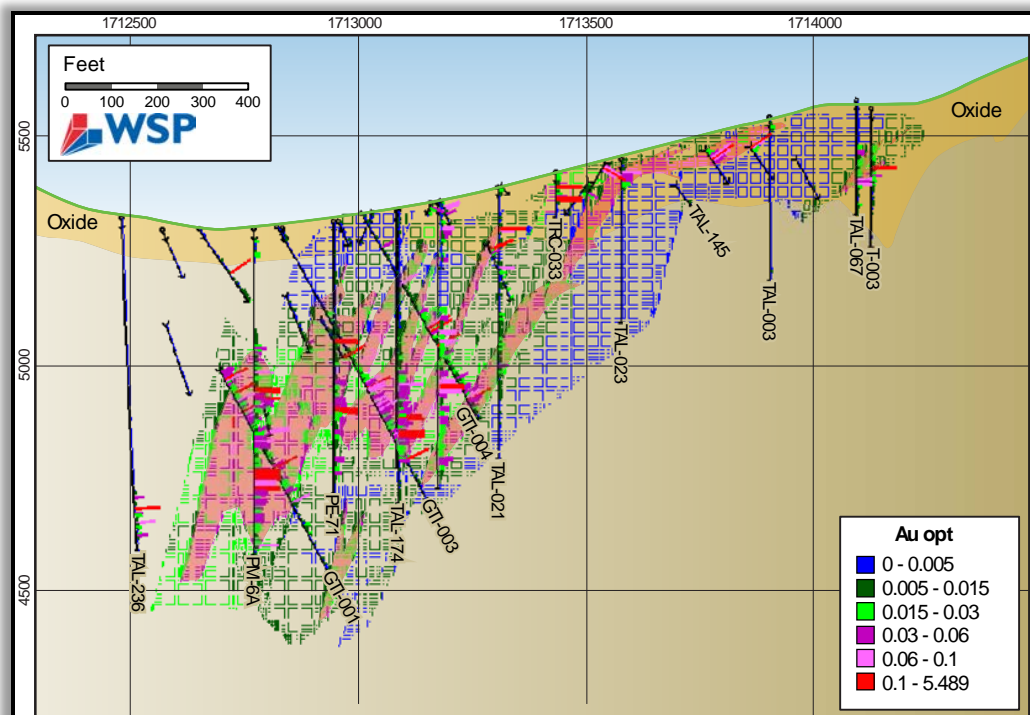 1712500 1713000 1713500 1714000
Feet
0 100 200 300 400
WSP
5500
5000
4500
Oxide
Oxide
TRC-033
TAL-145
TAL-067
T-003
TAL-003
TAL-023
GTI-004
TAL-021
GTI-003
TAL-174
PE-71
GTI-001
PM-6A
TAL-236
Au opt
0 - 0.005
0.005 - 0.015
0.015 - 0.03
0.03 - 0.06
0.06 - 0.1
0.1 - 5.489